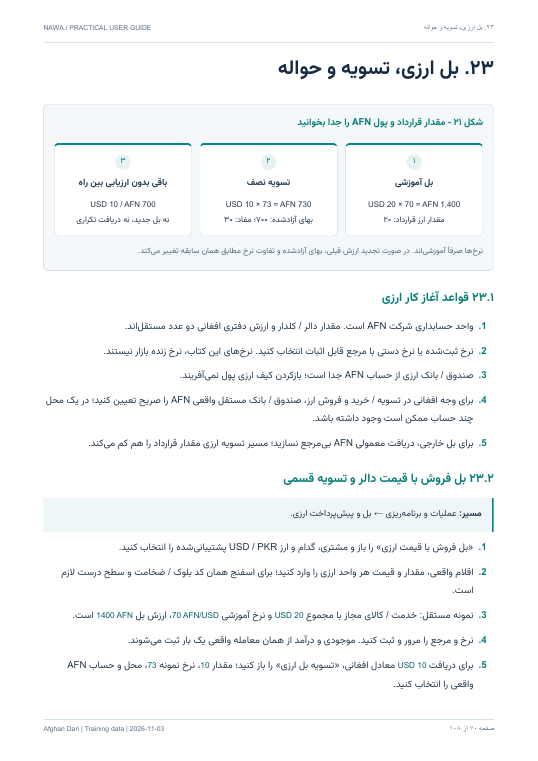 ۲۳. بل ارزی، تسویه و حواله
NAWA / PRACTICAL USER GUIDE
۲۳. بل ارزی، تسویه و حواله
شکل ۲۱ - مقدار قرارداد و پول AFN را جدا بخوانید
۱
بل آموزشی
USD 20 × 70 = AFN 1,400
مقدار ارز قرارداد: ۲۰
۲
تسویه نصف
USD 10 × 73 = AFN 730
بهای آزادشده: ۷۰۰؛ مفاد: ۳۰
۳
باقی بدون ارزیابی بین راه
USD 10 / AFN 700
نه بل جدید، نه دریافت تکراری
نرخ‌ها صرفاً آموزشی‌اند. در صورت تجدید ارزش قبلی، بهای آزادشده و تفاوت نرخ مطابق همان سابقه تغییر می‌کند.
۲۳.۱ قواعد آغاز کار ارزی
1. واحد حسابداری شرکت AFN است. مقدار دالر / کلدار و ارزش دفتری افغانی دو عدد مستقل‌اند.
2. نرخ ثبت‌شده یا نرخ دستی با مرجع قابل اثبات انتخاب کنید. نرخ‌های این کتاب، نرخ زنده بازار نیستند.
3. صندوق / بانک ارزی از حساب AFN جدا است؛ بازکردن کیف ارزی پول نمی‌آفریند.
4. برای وجه افغانی در تسویه / خرید و فروش ارز، صندوق / بانک مستقل واقعی AFN را صریح تعیین کنید؛ در یک محل
چند حساب ممکن است وجود داشته باشد.
5. برای بل خارجی، دریافت معمولی AFN بی‌مرجع نسازید؛ مسیر تسویه ارزی مقدار قرارداد را هم کم می‌کند.
۲۳.۲ بل فروش با قیمت دالر و تسویه قسمی
مسیر: عملیات و برنامه‌ریزی ← بل و پیش‌پرداخت ارزی.
1. «بل فروش با قیمت ارزی» را باز و مشتری، گدام و ارز USD / PKR پشتیبانی‌شده را انتخاب کنید.
2. اقلام واقعی، مقدار و قیمت هر واحد ارزی را وارد کنید؛ برای اسفنج همان کد بلوک / ضخامت و سطح درست لازم
است.
3. نمونه مستقل: خدمت / کالای مجاز با مجموع USD 20 و نرخ آموزشی 70 AFN/USD، ارزش بل 1400 AFN است.
4. نرخ و مرجع را مرور و ثبت کنید. موجودی و درآمد از همان معامله واقعی یک بار ثبت می‌شوند.
5. برای دریافت USD 10 معادل افغانی، «تسویه بل ارزی» را باز کنید؛ مقدار 10، نرخ نمونه 73، محل و حساب AFN
واقعی را انتخاب کنید.
صفحه ۷۰ از ۱۰۸
Afghan Dari | Training data | 2026-11-03